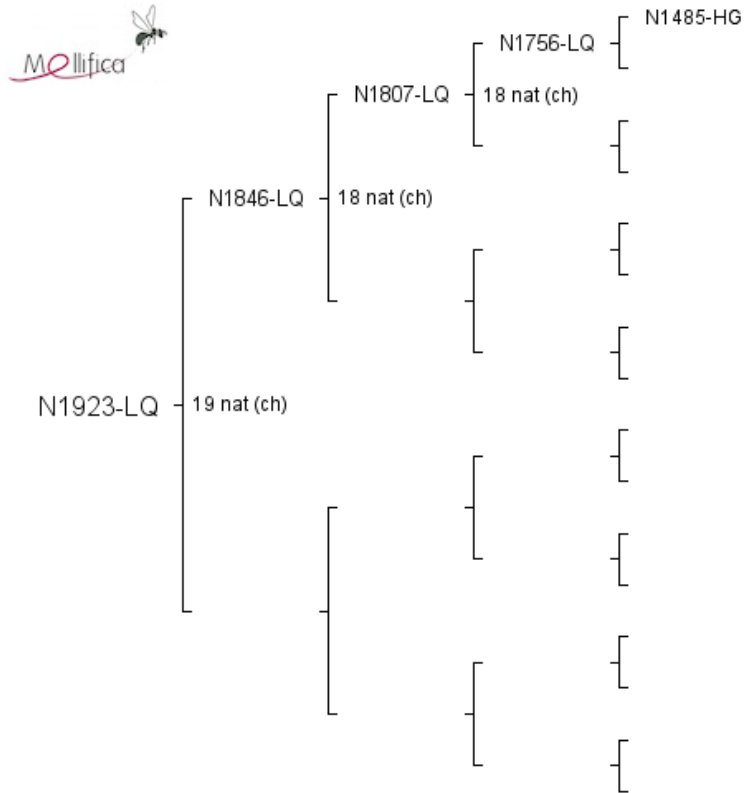 Mellifica
N1485-HG
N1756-LQ
N1807-LQ
18 nat (ch)
N1846-LQ
18 nat (ch)
N1923-LQ
19 nat (ch)